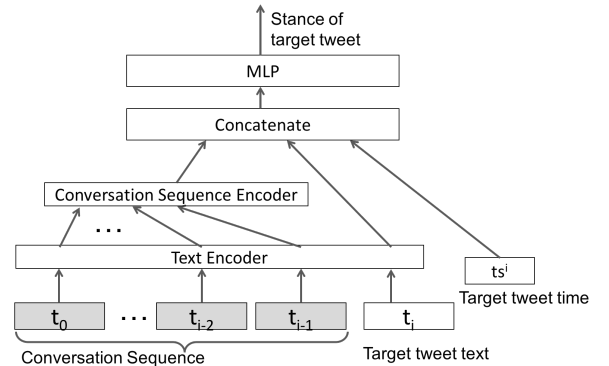 Stance of
target tweet
MLP
Concatenate
Conversation Sequence Encoder
...
Text Encoder
tsⁱ
Target tweet time
t₀ ... tᵢ₋₂ tᵢ₋₁ tᵢ
Conversation Sequence Target tweet text